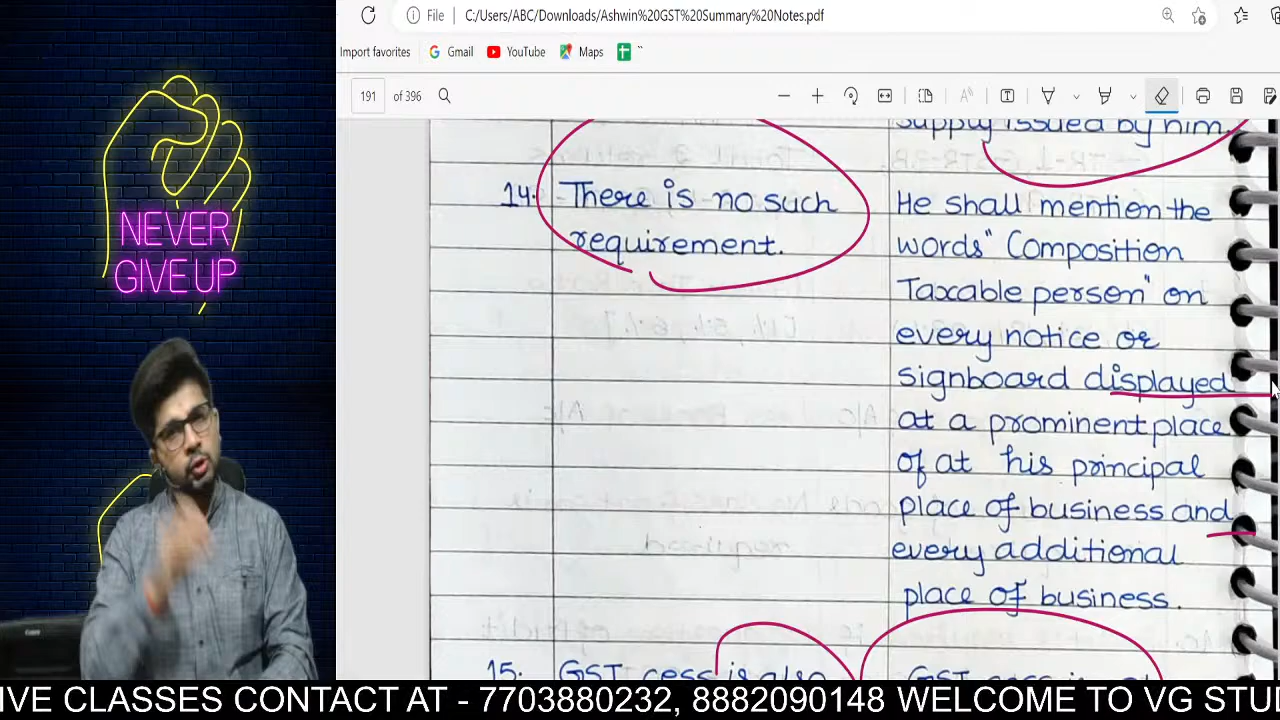 File | C:/Users/ABC/Downloads/Ashwin%20GST%20Summary%20Notes.pdf
Import favorites Gmail YouTube Maps
191 of 396
supply issued by him.
14. There is no such
requirement.
He shall mention the
words "Composition
Taxable person" on
every notice or
signboard displayed
at a prominent place
of at his principal
place of business and
every additional
place of business.
15. GST cess is also
GST cess is
NEVER
GIVE UP
IVE CLASSES CONTACT AT - 7703880232, 8882090148 WELCOME TO VG STU